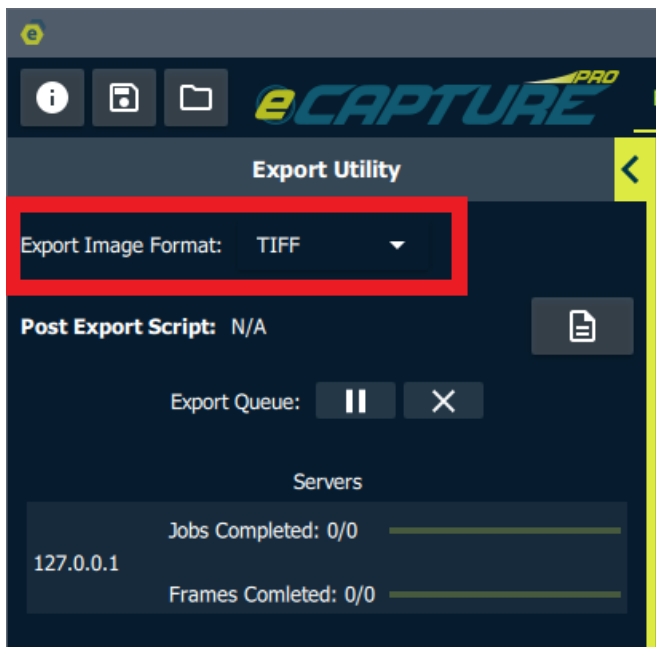 e
eCAPTURE PRO
Export Utility
Export Image Format: TIFF
Post Export Script: N/A
Export Queue:
Servers
Jobs Completed: 0/0
127.0.0.1
Frames Comleted: 0/0